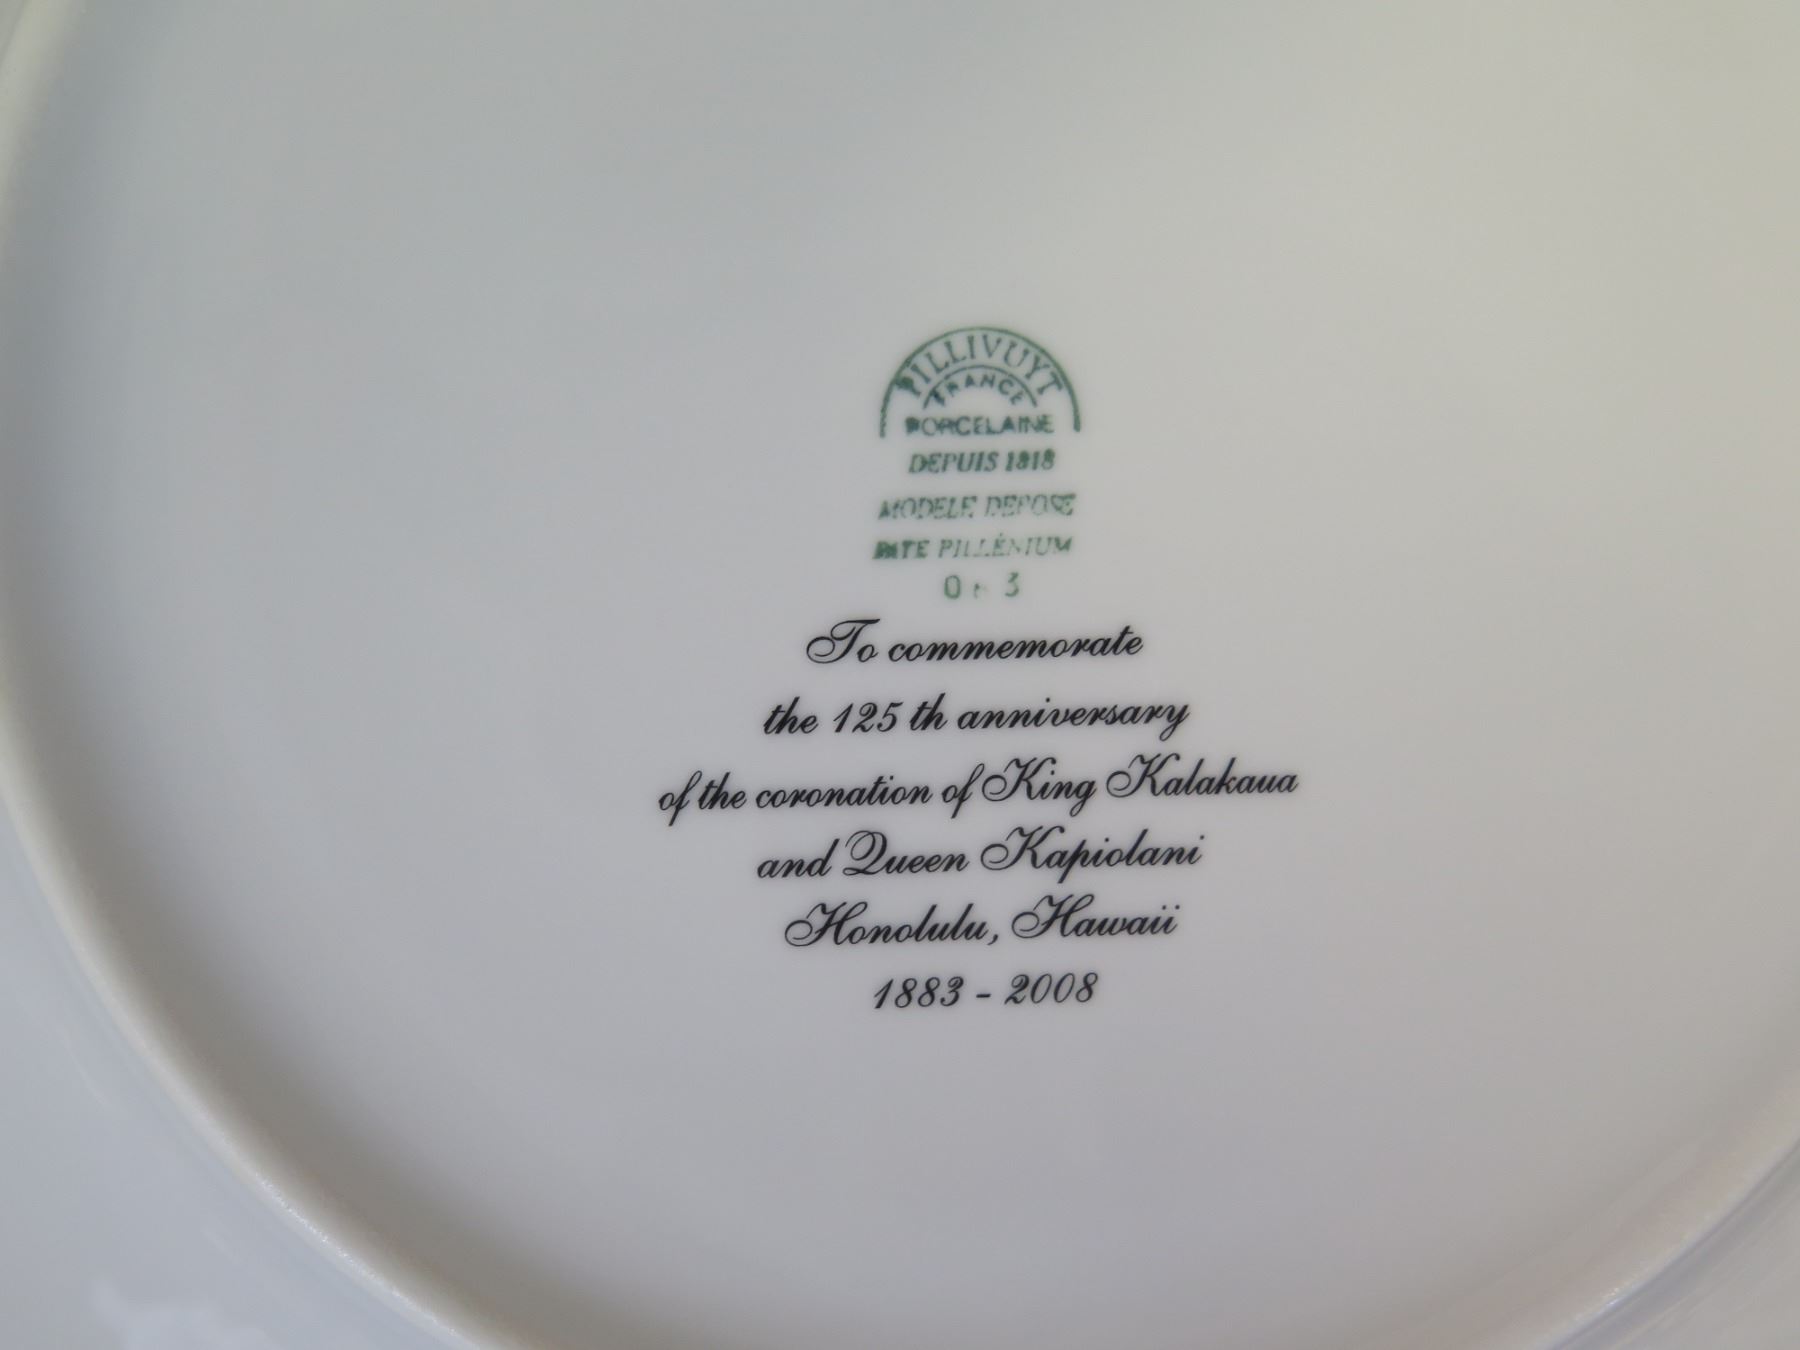 PILLIVUYT
FRANCE
PORCELAINE
DEPUIS 1818
MODELE DEPOSE
PATE PILLÉNIUM
To commemorate
the 125 th anniversary
of the coronation of King Kalakaua
and Queen Kapiolani
Honolulu, Hawaii
1883 - 2008